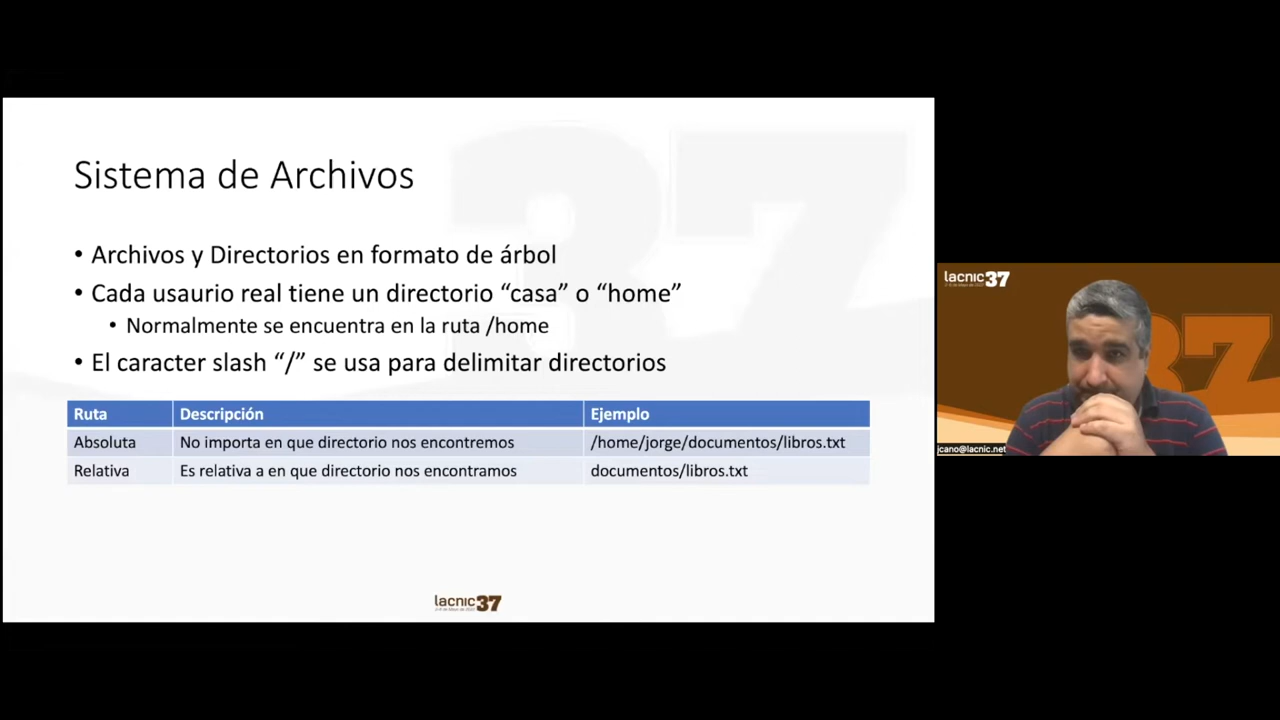 Sistema de Archivos
• Archivos y Directorios en formato de árbol
• Cada usaurio real tiene un directorio “casa” o “home”
• Normalmente se encuentra en la ruta /home
• El caracter slash “/” se usa para delimitar directorios
Ruta Descripción Ejemplo
Absoluta No importa en que directorio nos encontremos /home/jorge/documentos/libros.txt
Relativa Es relativa a en que directorio nos encontramos documentos/libros.txt
lacnic37
lacnic37
37
jcano@lacnic.net